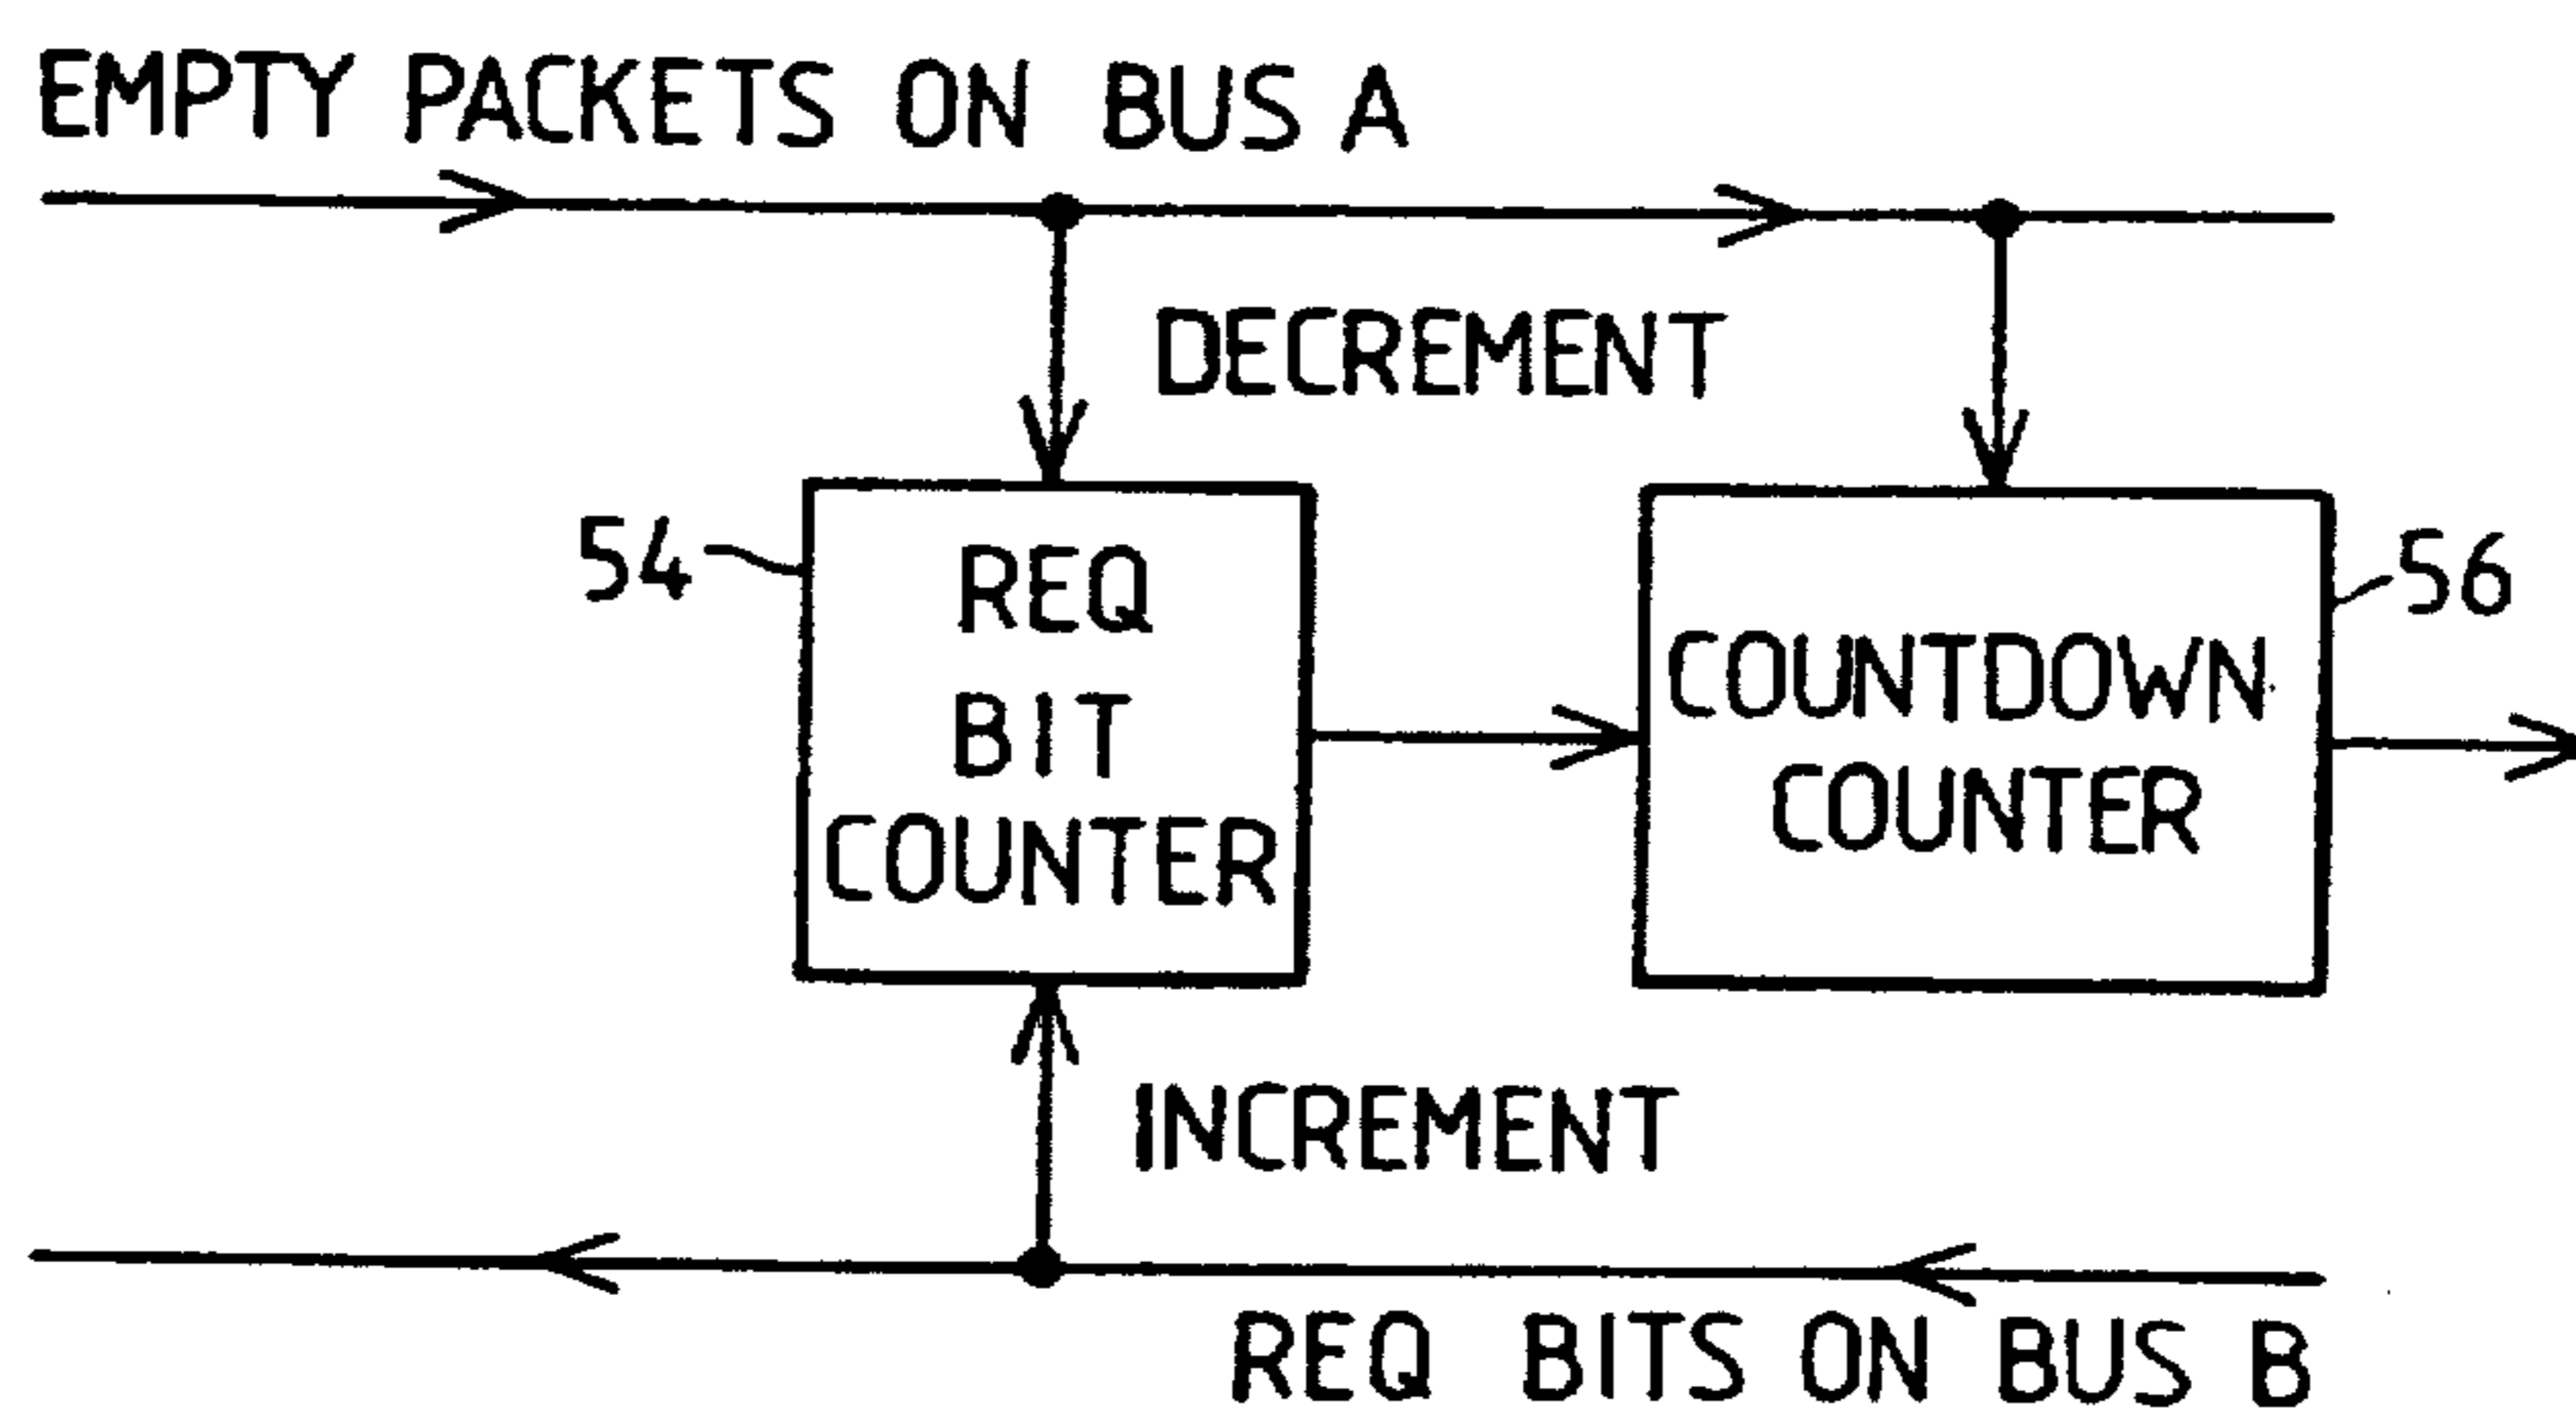 EMPTY PACKETS ON BUS A
DECREMENT
54
REQ
BIT
COUNTER
56
COUNTDOWN
COUNTER
INCREMENT
REQ BITS ON BUS B